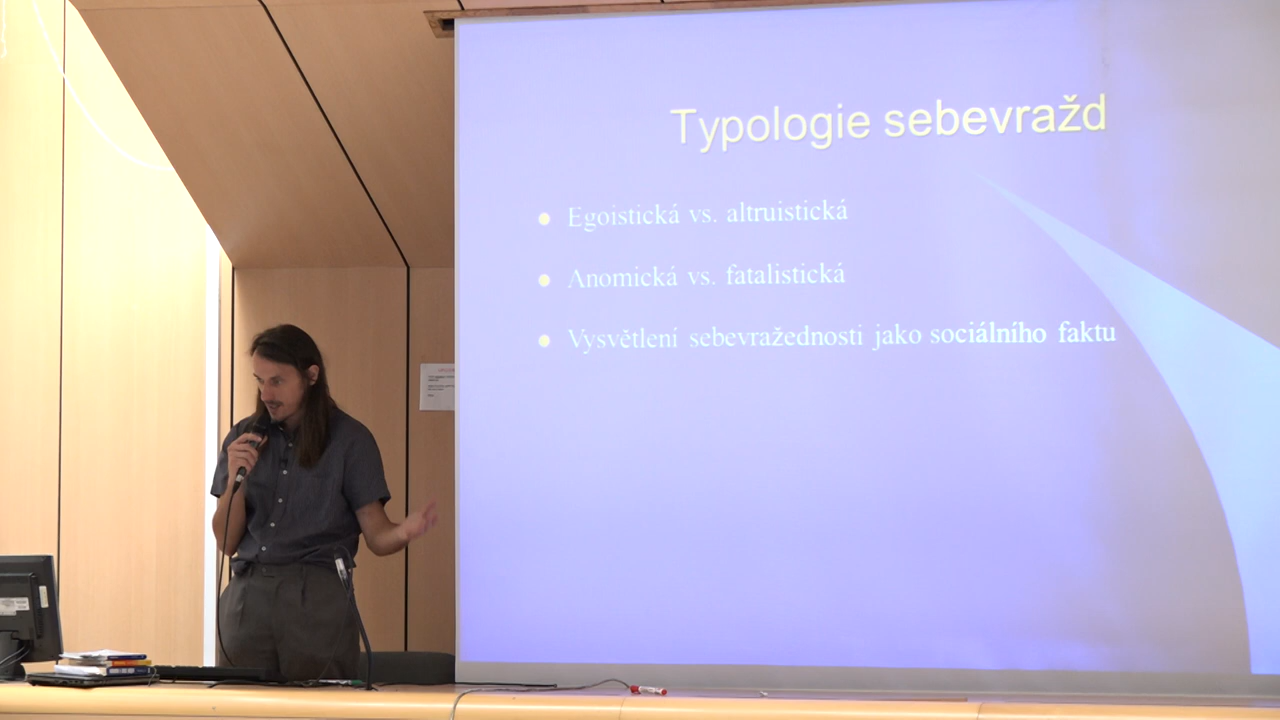 Typologie sebevražd
Egoistická vs. altruistická
Anomická vs. fatalistická
Vysvětlení sebevražednosti jako sociálního faktu